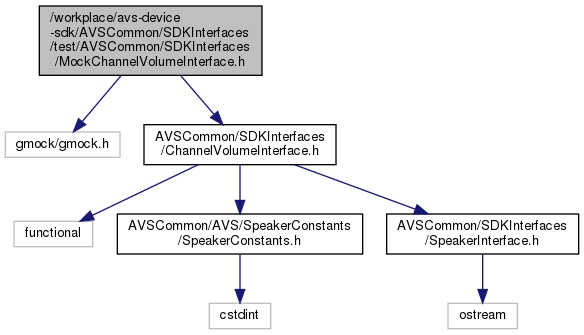 /workplace/avs-device
-sdk/AVSCommon/SDKInterfaces
/test/AVSCommon/SDKInterfaces
/MockChannelVolumeInterface.h
gmock/gmock.h
AVSCommon/SDKInterfaces
/ChannelVolumeInterface.h
functional
AVSCommon/AVS/SpeakerConstants
/SpeakerConstants.h
AVSCommon/SDKInterfaces
/SpeakerInterface.h
cstdint
ostream